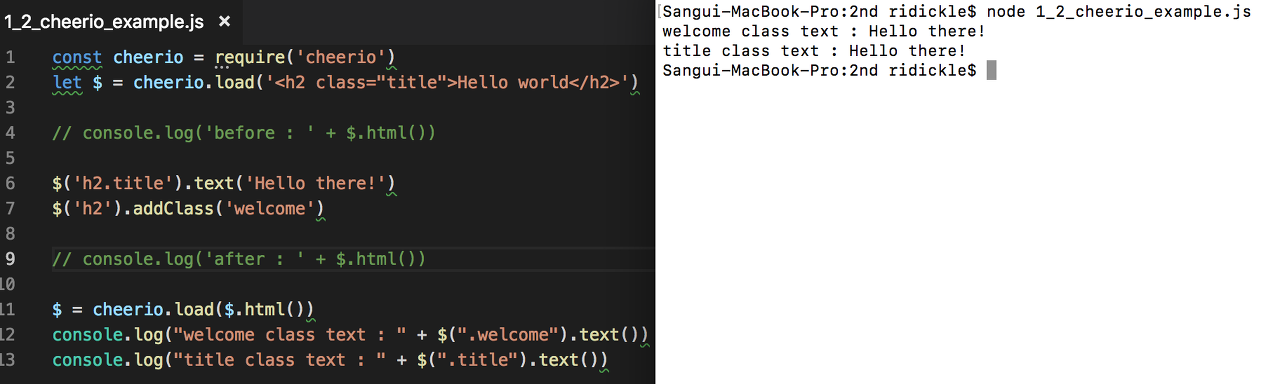 1_2_cheerio_example.js ×
1 const cheerio = require('cheerio')
2 let $ = cheerio.load('<h2 class="title">Hello world</h2>')
3
4 // console.log('before : ' + $.html())
5
6 $('h2.title').text('Hello there!')
7 $('h2').addClass('welcome')
8
9 // console.log('after : ' + $.html())
10
11 $ = cheerio.load($.html())
12 console.log("welcome class text : " + $(".welcome").text())
13 console.log("title class text : " + $(".title").text())
[Sangui-MacBook-Pro:2nd ridickle$ node 1_2_cheerio_example.js
welcome class text : Hello there!
title class text : Hello there!
Sangui-MacBook-Pro:2nd ridickle$